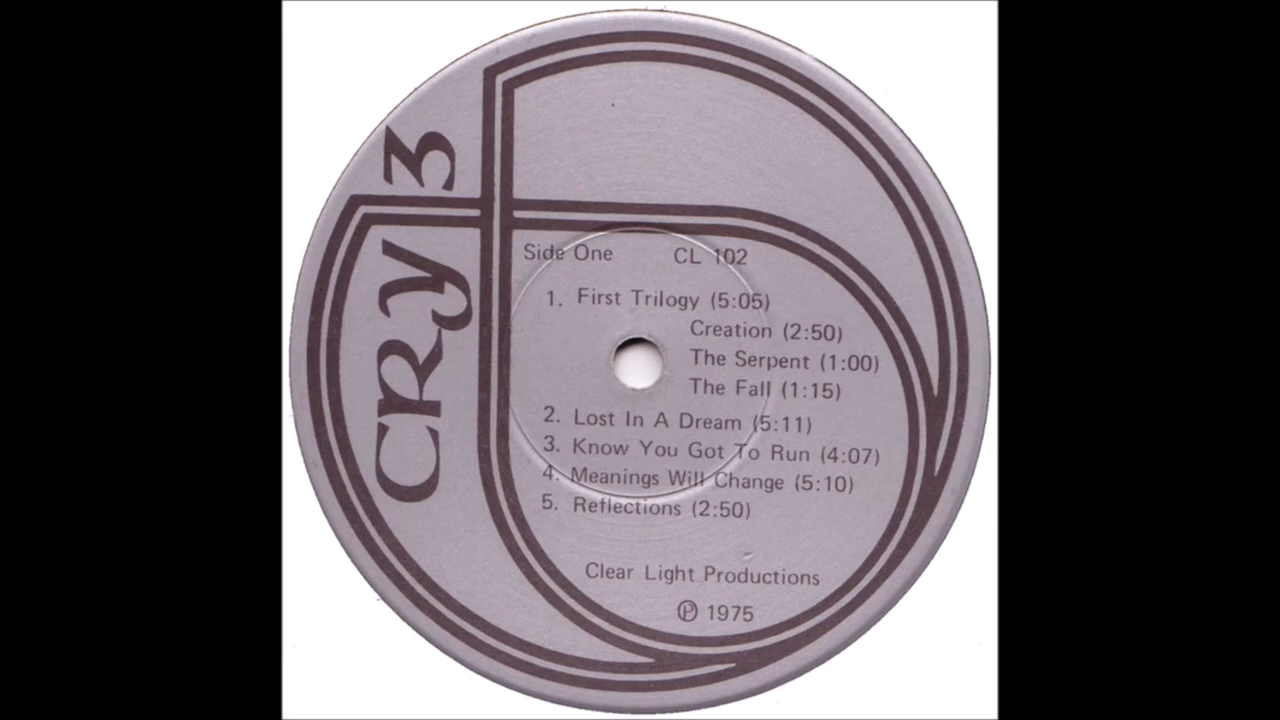 CRY 3
Side One CL 102
1. First Trilogy (5:05)
Creation (2:50)
The Serpent (1:00)
The Fall (1:15)
2. Lost In A Dream (5:11)
3. Know You Got To Run (4:07)
4. Meanings Will Change (5:10)
5. Reflections (2:50)
Clear Light Productions
℗ 1975